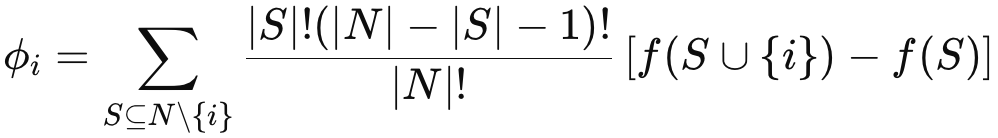 $\phi_i = \sum_{S \subseteq N \setminus \{i\}} \frac{|S|!(|N| - |S| - 1)!}{|N|!} [f(S \cup \{i\}) - f(S)]$